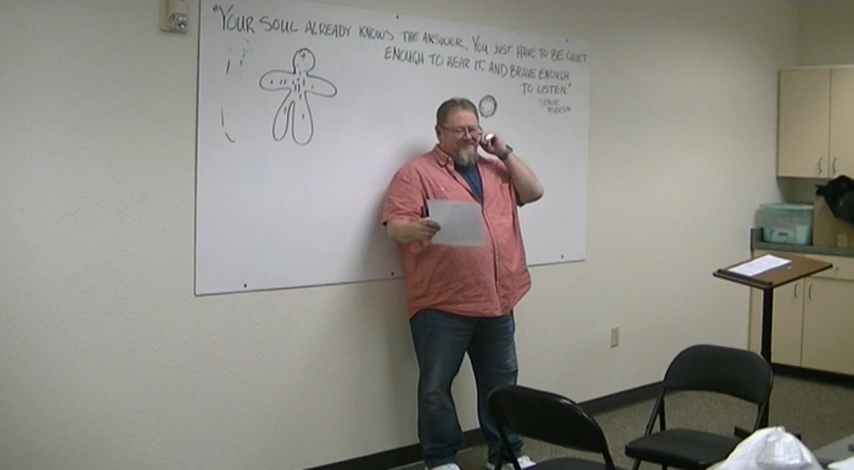 "YOUR SOUL ALREADY KNOWS THE ANSWER, YOU JUST HAVE TO BE QUIET
ENOUGH TO HEAR IT, AND BRAVE ENOUGH
TO LISTEN."